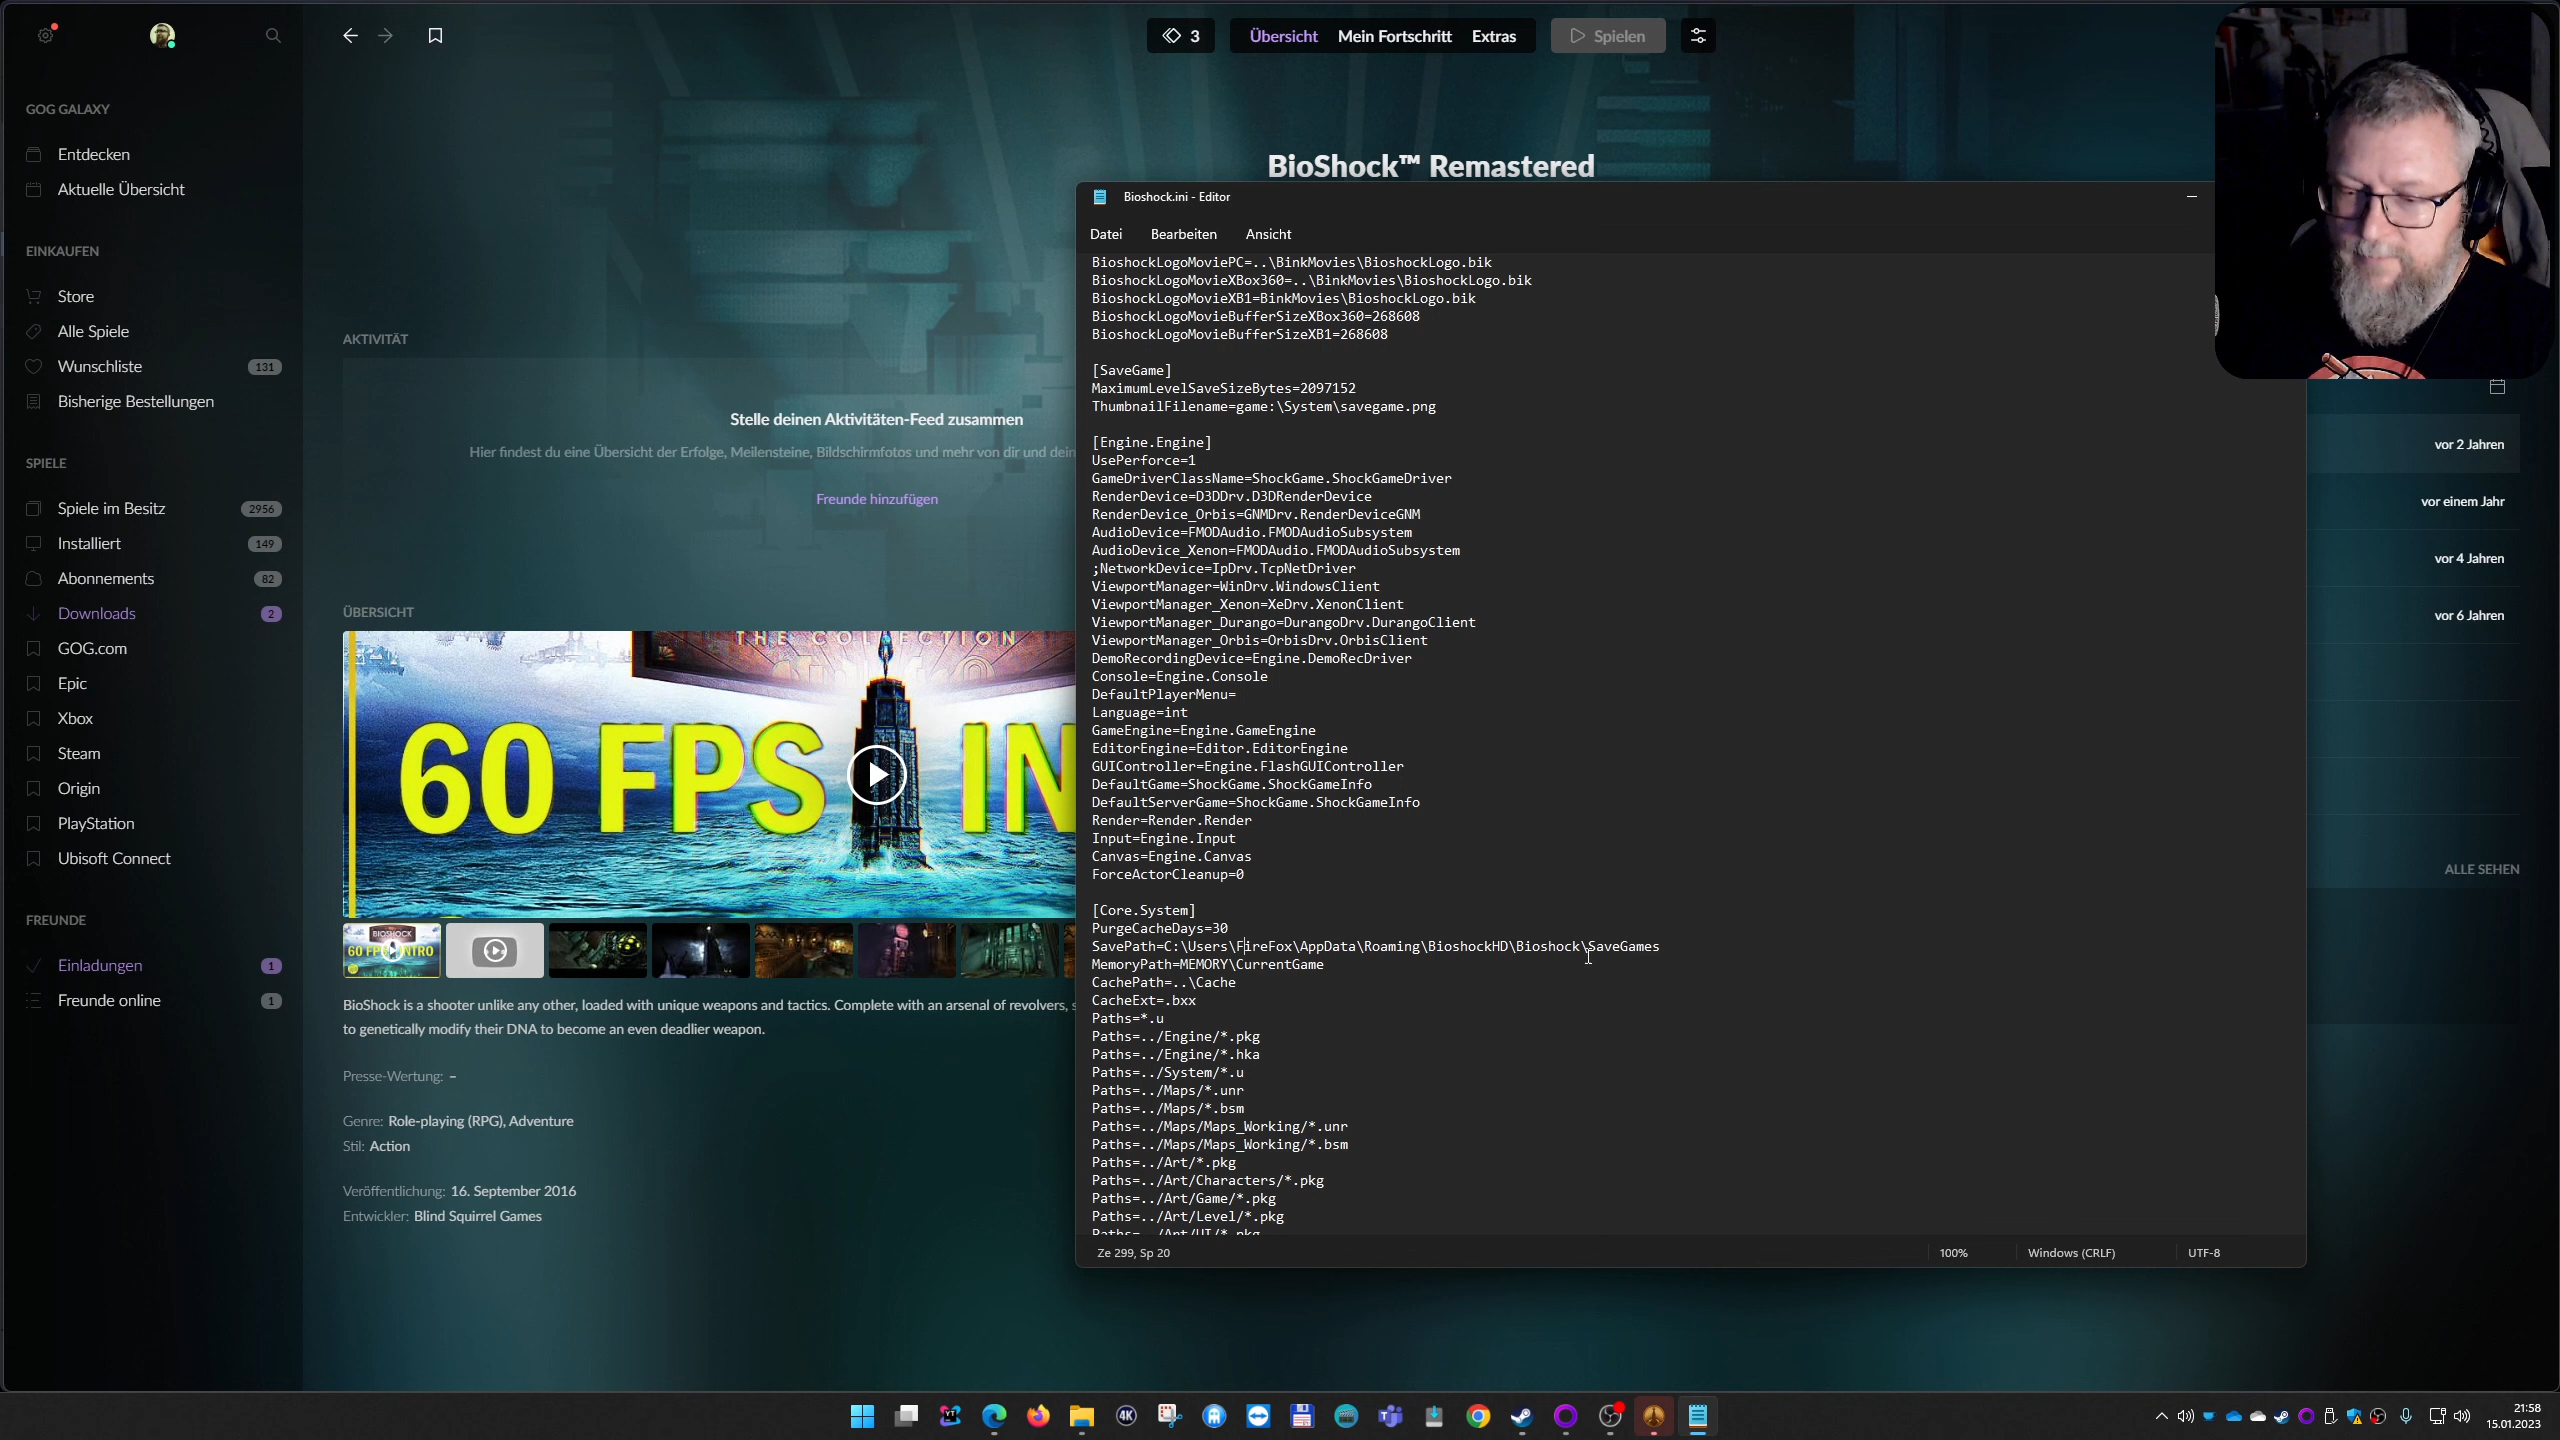 3
Übersicht
Mein Fortschritt
Extras
Spielen
GOG GALAXY
Entdecken
Aktuelle Übersicht
EINKAUFEN
Store
Alle Spiele
Wunschliste 131
Bisherige Bestellungen
SPIELE
Spiele im Besitz 2956
Installiert 149
Abonnements 82
Downloads 2
GOG.com
Epic
Xbox
Steam
Origin
PlayStation
Ubisoft Connect
FREUNDE
Einladungen 1
Freunde online 1
BioShock™ Remastered
AKTIVITÄT
Stelle deinen Aktivitäten-Feed zusammen
Hier findest du eine Übersicht der Erfolge, Meilensteine, Bildschirmfotos und mehr von dir und dein
Freunde hinzufügen
ÜBERSICHT
THE COLLECTION
60 FPS IN
BIOSHOCK
60 FPS INTRO
BioShock is a shooter unlike any other, loaded with unique weapons and tactics. Complete with an arsenal of revolvers, s
to genetically modify their DNA to become an even deadlier weapon.
Presse-Wertung: –
Genre: Role-playing (RPG), Adventure
Stil: Action
Veröffentlichung: 16. September 2016
Entwickler: Blind Squirrel Games
Bioshock.ini - Editor
Datei Bearbeiten Ansicht
BioshockLogoMoviePC=..\BinkMovies\BioshockLogo.bik
BioshockLogoMovieXBox360=..\BinkMovies\BioshockLogo.bik
BioshockLogoMovieXB1=BinkMovies\BioshockLogo.bik
BioshockLogoMovieBufferSizeXBox360=268608
BioshockLogoMovieBufferSizeXB1=268608
[SaveGame]
MaximumLevelSaveSizeBytes=2097152
ThumbnailFilename=game:\System\savegame.png
[Engine.Engine]
UsePerforce=1
GameDriverClassName=ShockGame.ShockGameDriver
RenderDevice=D3DDrv.D3DRenderDevice
RenderDevice_Orbis=GNMDrv.RenderDeviceGNM
AudioDevice=FMODAudio.FMODAudioSubsystem
AudioDevice_Xenon=FMODAudio.FMODAudioSubsystem
;NetworkDevice=IpDrv.TcpNetDriver
ViewportManager=WinDrv.WindowsClient
ViewportManager_Xenon=XeDrv.XenonClient
ViewportManager_Durango=DurangoDrv.DurangoClient
ViewportManager_Orbis=OrbisDrv.OrbisClient
DemoRecordingDevice=Engine.DemoRecDriver
Console=Engine.Console
DefaultPlayerMenu=
Language=int
GameEngine=Engine.GameEngine
EditorEngine=Editor.EditorEngine
GUIController=Engine.FlashGUIController
DefaultGame=ShockGame.ShockGameInfo
DefaultServerGame=ShockGame.ShockGameInfo
Render=Render.Render
Input=Engine.Input
Canvas=Engine.Canvas
ForceActorCleanup=0
[Core.System]
PurgeCacheDays=30
SavePath=C:\Users\FireFox\AppData\Roaming\BioshockHD\Bioshock\SaveGames
MemoryPath=MEMORY\CurrentGame
CachePath=..\Cache
CacheExt=.bxx
Paths=*.u
Paths=../Engine/*.pkg
Paths=../Engine/*.hka
Paths=../System/*.u
Paths=../Maps/*.unr
Paths=../Maps/*.bsm
Paths=../Maps/Maps_Working/*.unr
Paths=../Maps/Maps_Working/*.bsm
Paths=../Art/*.pkg
Paths=../Art/Characters/*.pkg
Paths=../Art/Game/*.pkg
Paths=../Art/Level/*.pkg
Paths=../Art/UI/*.pkg
Ze 299, Sp 20
100%
Windows (CRLF)
UTF-8
vor 2 Jahren
vor einem Jahr
vor 4 Jahren
vor 6 Jahren
ALLE SEHEN
YT
4K
21:58
15.01.2023